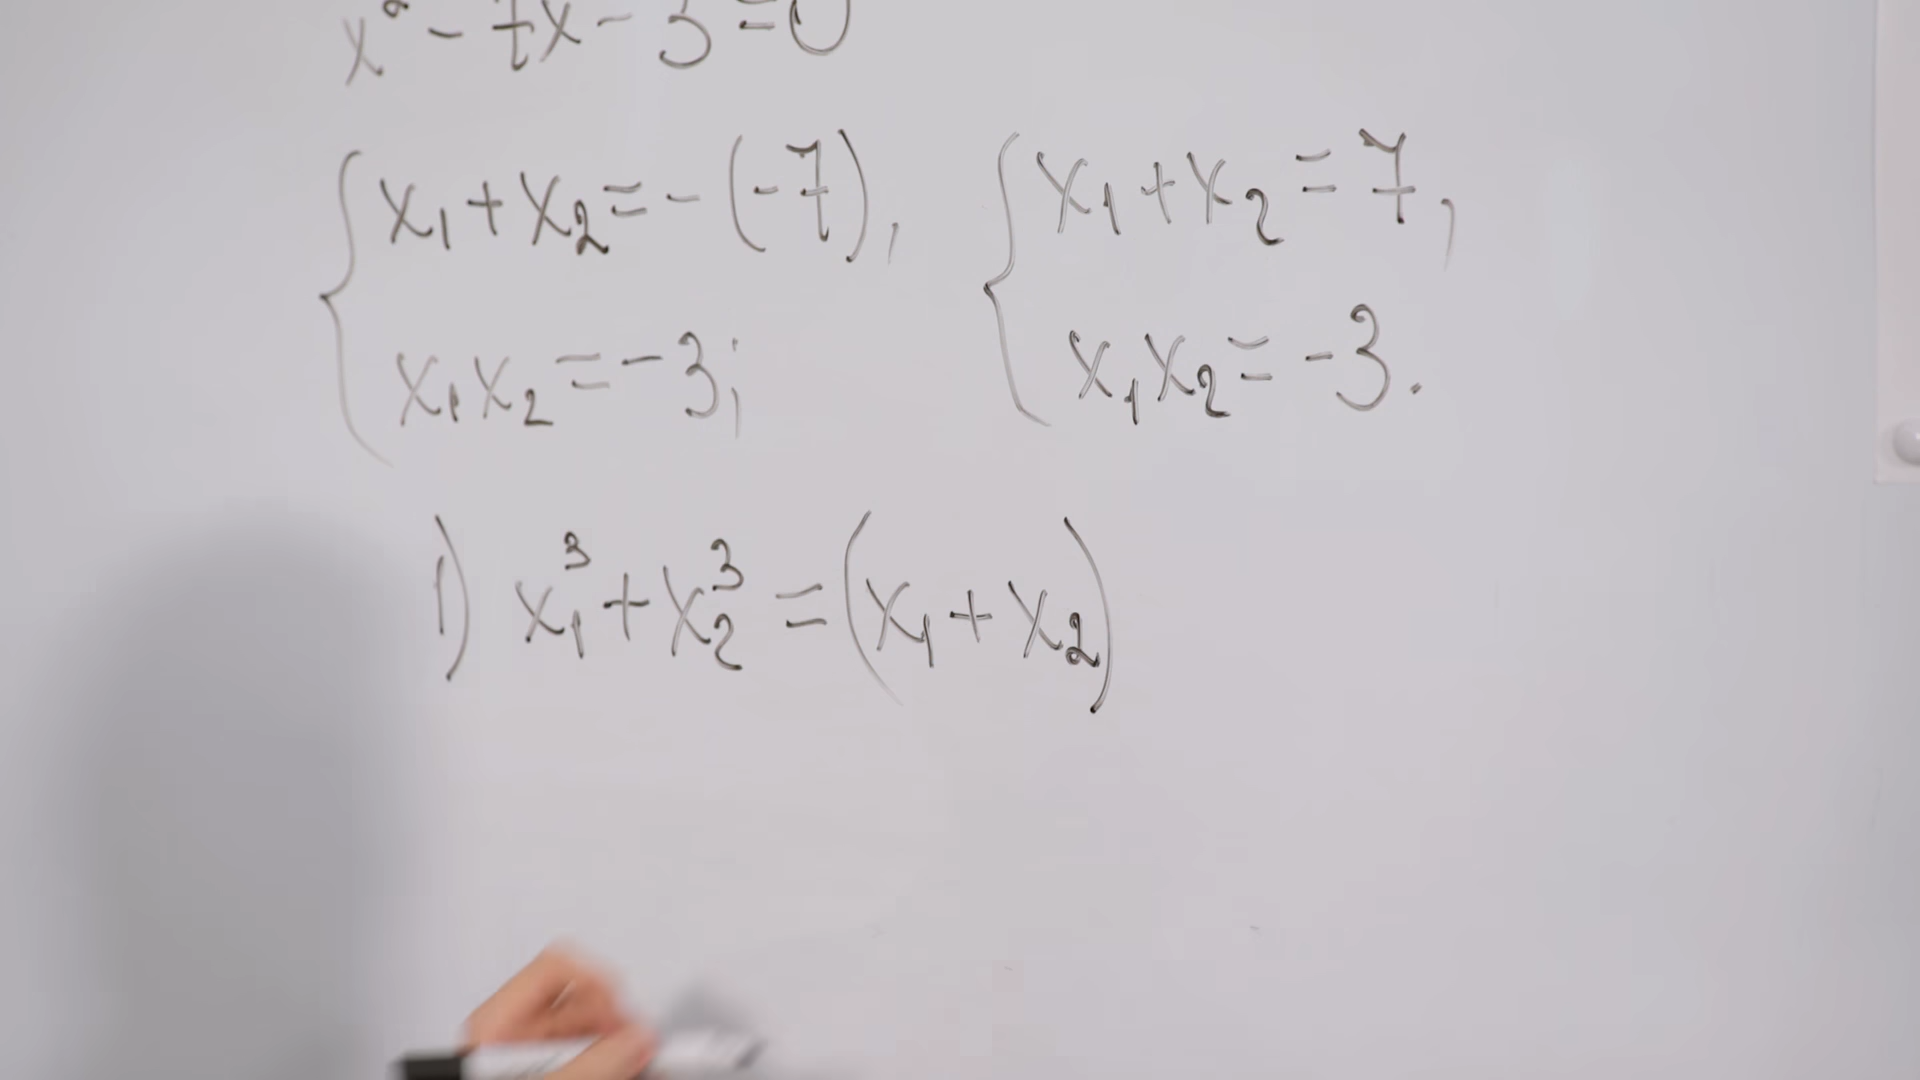 x² - 7x - 3 = 0
{ x₁ + x₂ = - (-7), { x₁ + x₂ = 7,
x₁x₂ = -3; x₁x₂ = -3.
1) x₁³ + x₂³ = (x₁ + x₂)